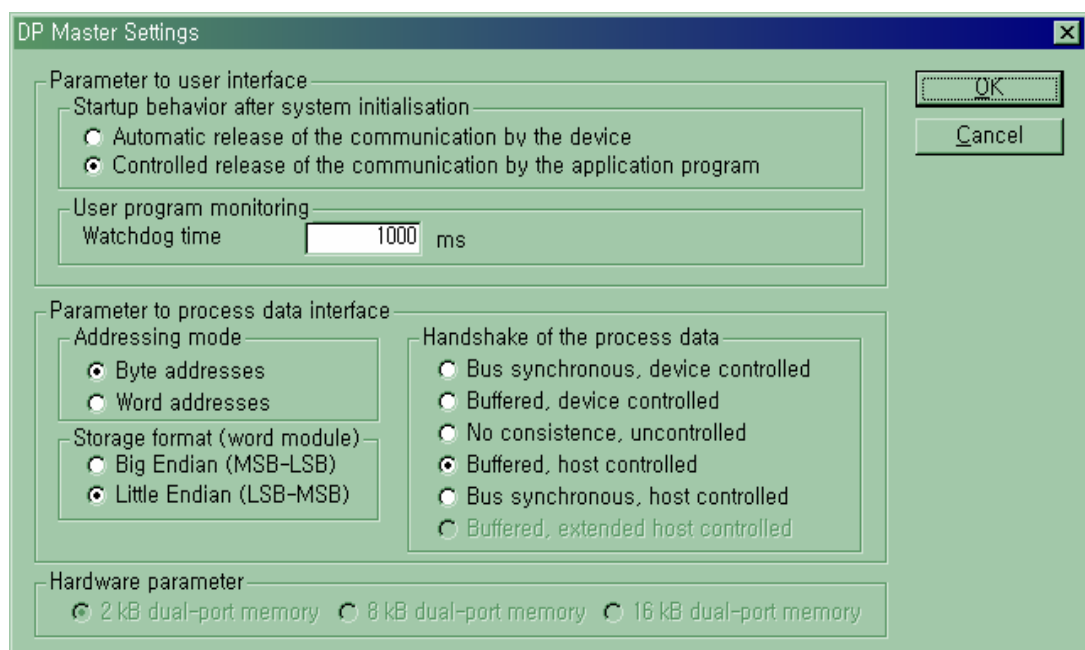 DP Master Settings
Parameter to user interface
Startup behavior after system initialisation
Automatic release of the communication by the device
Controlled release of the communication by the application program
User program monitoring
Watchdog time 1000 ms
OK
Cancel
Parameter to process data interface
Addressing mode
Byte addresses
Word addresses
Storage format (word module)
Big Endian (MSB-LSB)
Little Endian (LSB-MSB)
Handshake of the process data
Bus synchronous, device controlled
Buffered, device controlled
No consistence, uncontrolled
Buffered, host controlled
Bus synchronous, host controlled
Buffered, extended host controlled
Hardware parameter
2 kB dual-port memory 8 kB dual-port memory 16 kB dual-port memory